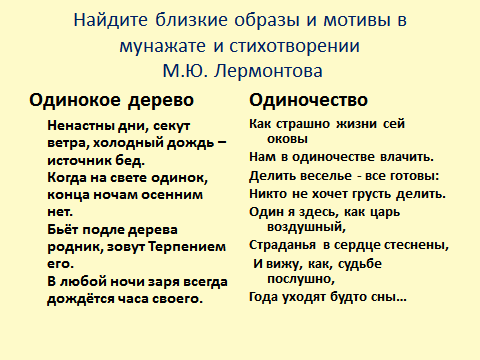 Найдите близкие образы и мотивы в
мунажате и стихотворении
М.Ю. Лермонтова
Одинокое дерево
Ненастны дни, секут
ветра, холодный дождь –
источник бед.
Когда на свете одинок,
конца ночам осенним
нет.
Бьёт подле дерева
родник, зовут Терпением
его.
В любой ночи заря всегда
дождётся часа своего.
Одиночество
Как страшно жизни сей
оковы
Нам в одиночестве влачить.
Делить веселье - все готовы:
Никто не хочет грусть делить.
Один я здесь, как царь
воздушный,
Страданья в сердце стеснены,
И вижу, как, судьбе
послушно,
Года уходят будто сны…